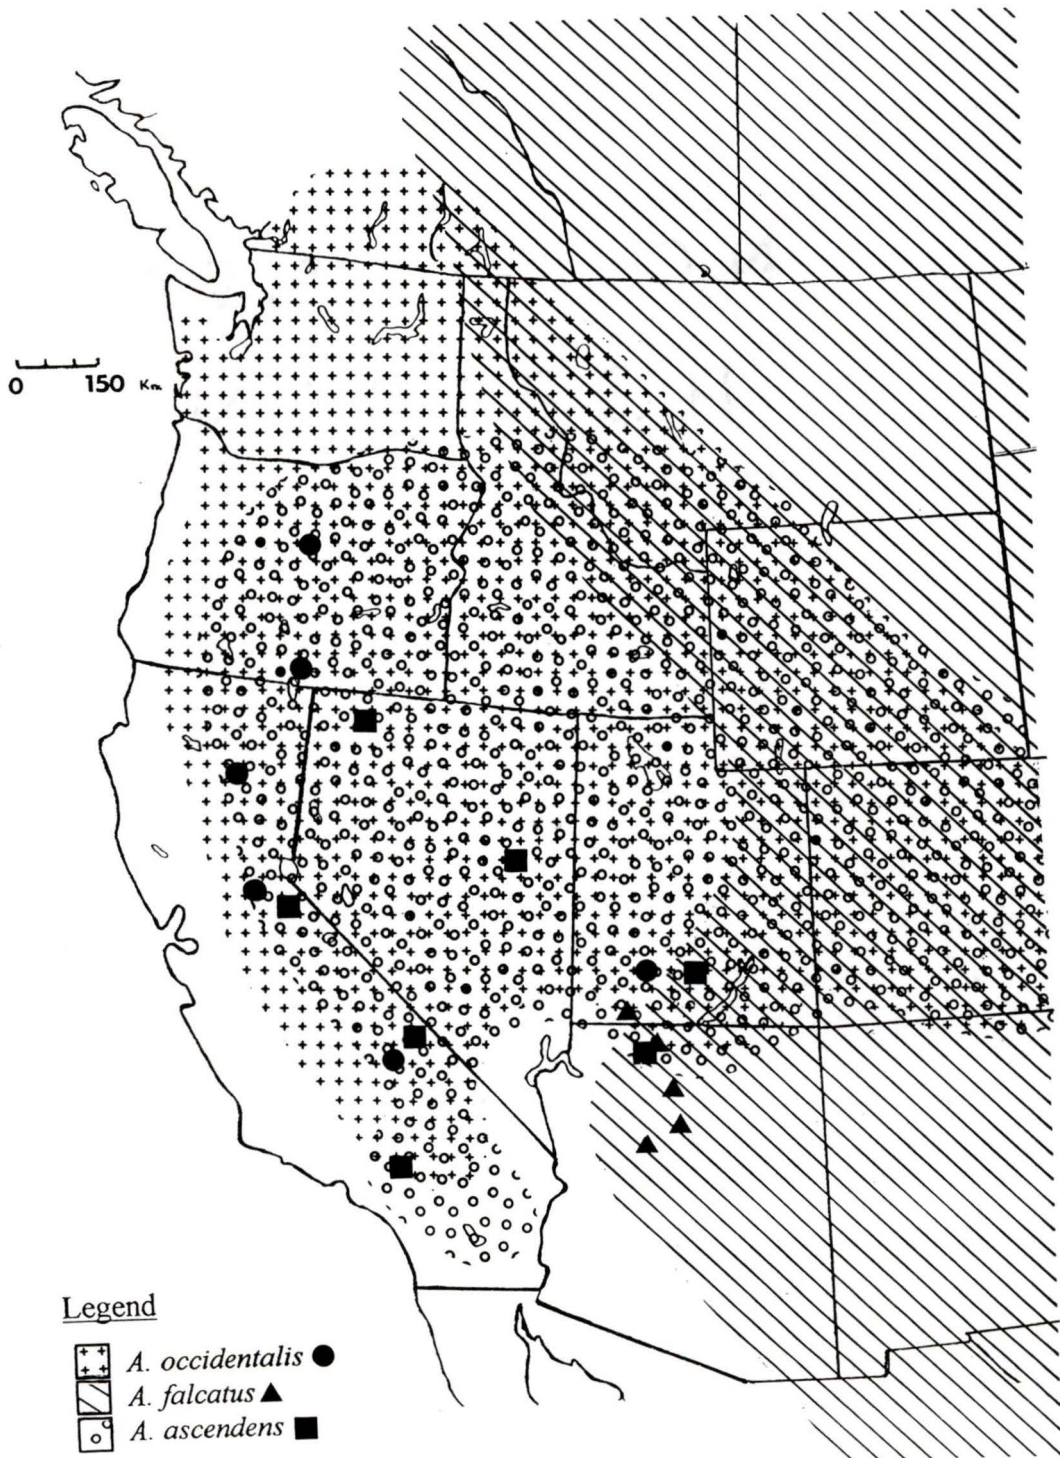 0 150 Km
Legend
A. occidentalis
A. falcatus
A. ascendens